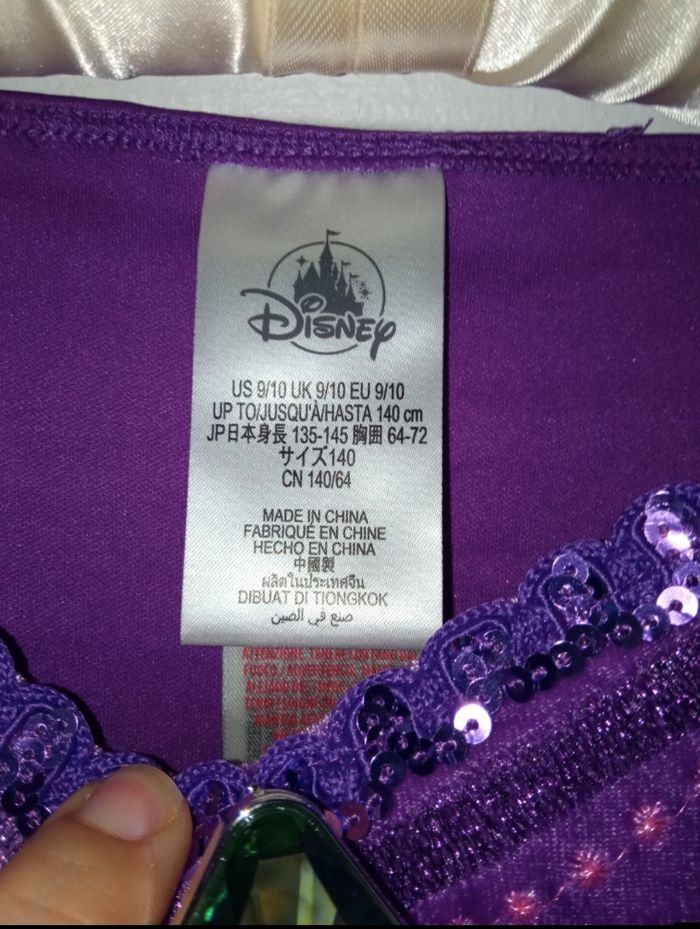 Disney
US 9/10 UK 9/10 EU 9/10
UP TO/JUSQU'À/HASTA 140 cm
JP日本身長 135-145 胸囲 64-72
サイズ140
CN 140/64
MADE IN CHINA
FABRIQUÉ EN CHINE
HECHO EN CHINA
中國製
ผลิตในประเทศจีน
DIBUAT DI TIONGKOK
صنع في الصين
ATTENZIONE: TENERE LONTANO